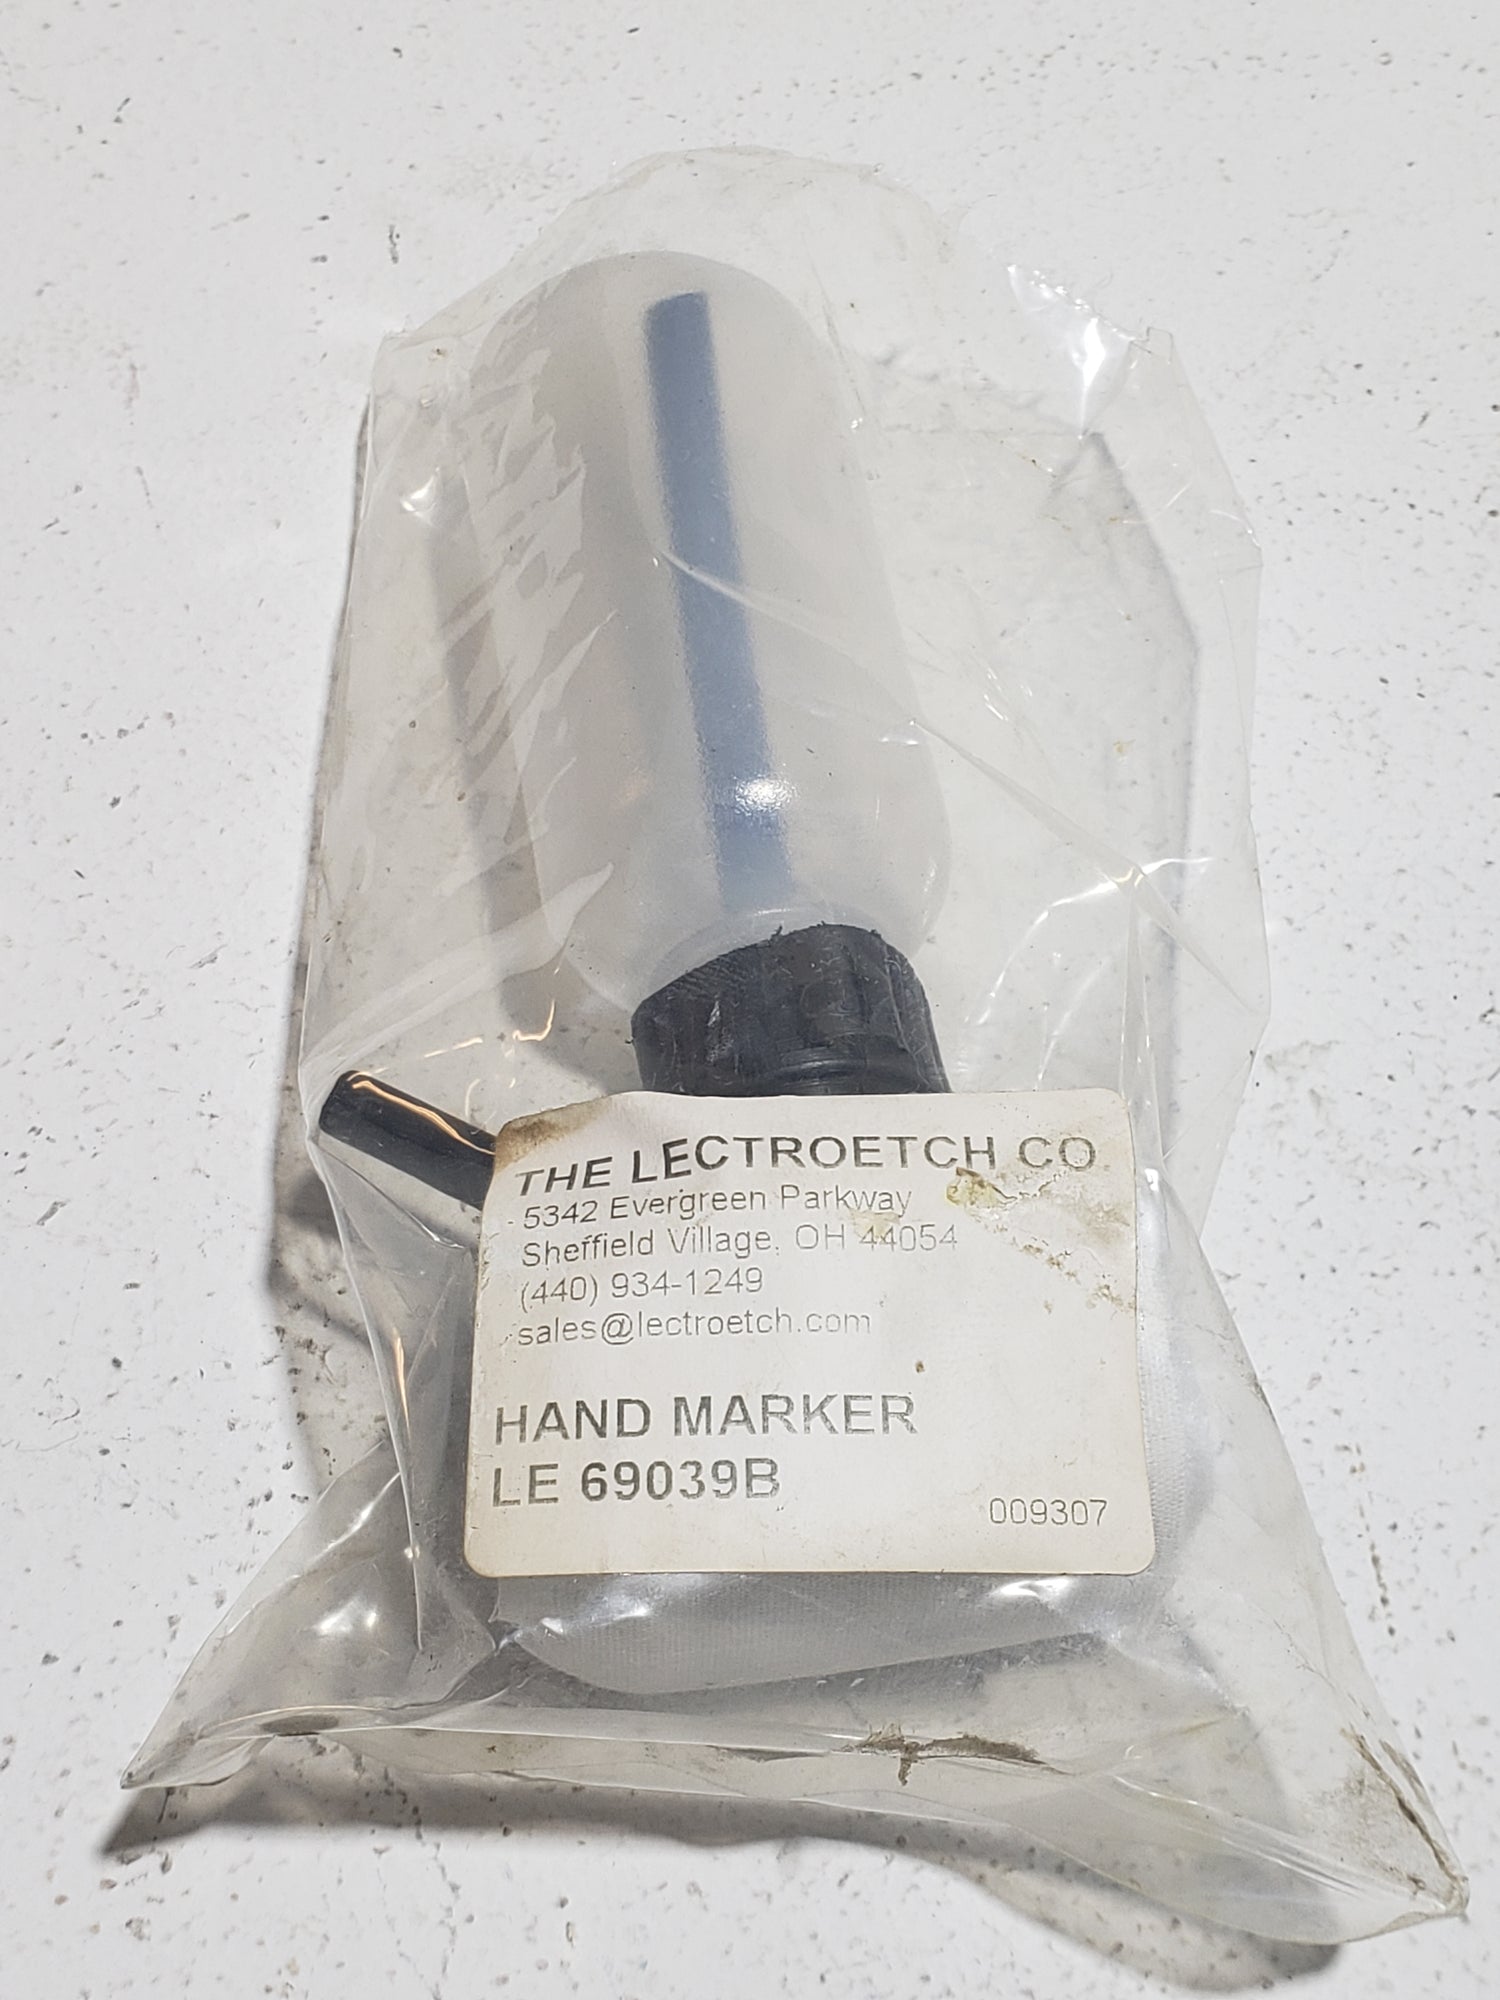 THE LECTROETCH CO
5342 Evergreen Parkway
Sheffield Village, OH 44054
(440) 934-1249
sales@lectroetch.com
HAND MARKER
LE 69039B
009307